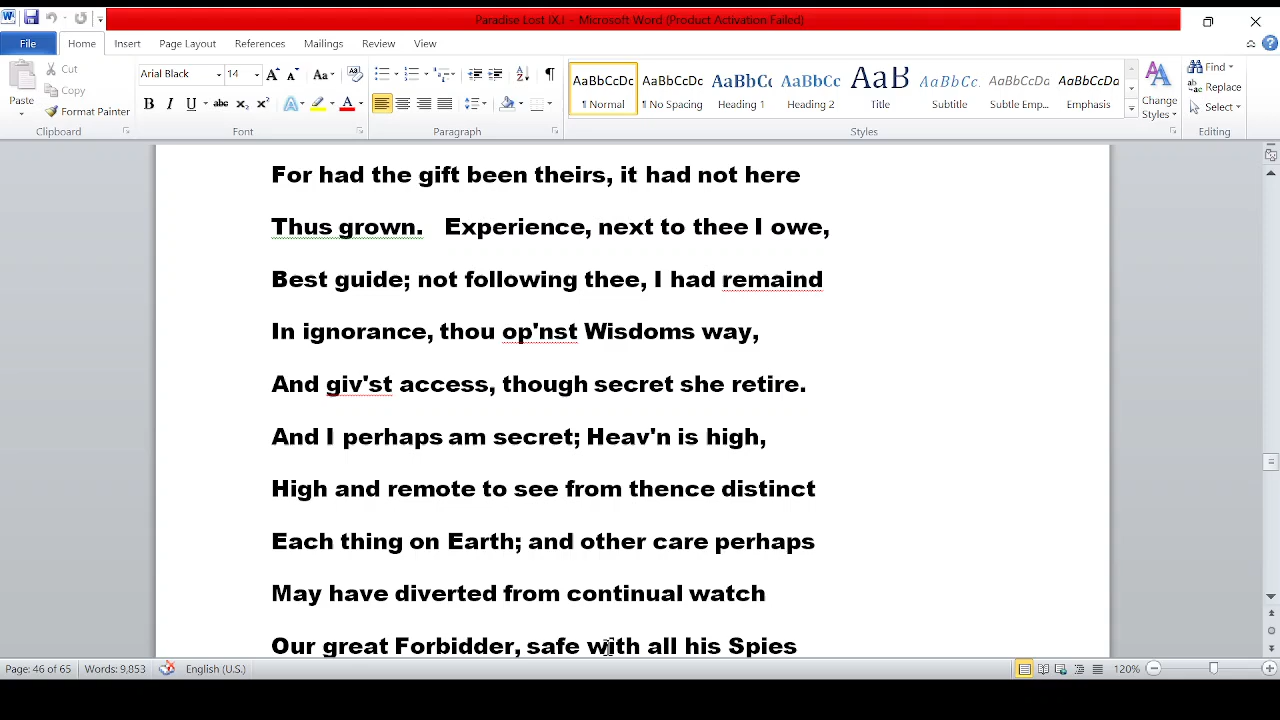 Paradise Lost IX.I - Microsoft Word (Product Activation Failed)
File Home Insert Page Layout References Mailings Review View
Paste
Cut
Copy
Format Painter
Clipboard
Arial Black 14
Font
Paragraph
AaBbCcDc AaBbCcDc AaBbCc AaBbCc AaB AaBbCc. AaBbCcDc AaBbCcDc
¶ Normal ¶ No Spacing Heading 1 Heading 2 Title Subtitle Subtle Em... Emphasis
Styles
Change Styles
Find
Replace
Select
Editing
For had the gift been theirs, it had not here
Thus grown. Experience, next to thee I owe,
Best guide; not following thee, I had remaind
In ignorance, thou op'nst Wisdoms way,
And giv'st access, though secret she retire.
And I perhaps am secret; Heav'n is high,
High and remote to see from thence distinct
Each thing on Earth; and other care perhaps
May have diverted from continual watch
Our great Forbidder, safe with all his Spies
Page: 46 of 65 Words: 9,853 English (U.S.) 120%